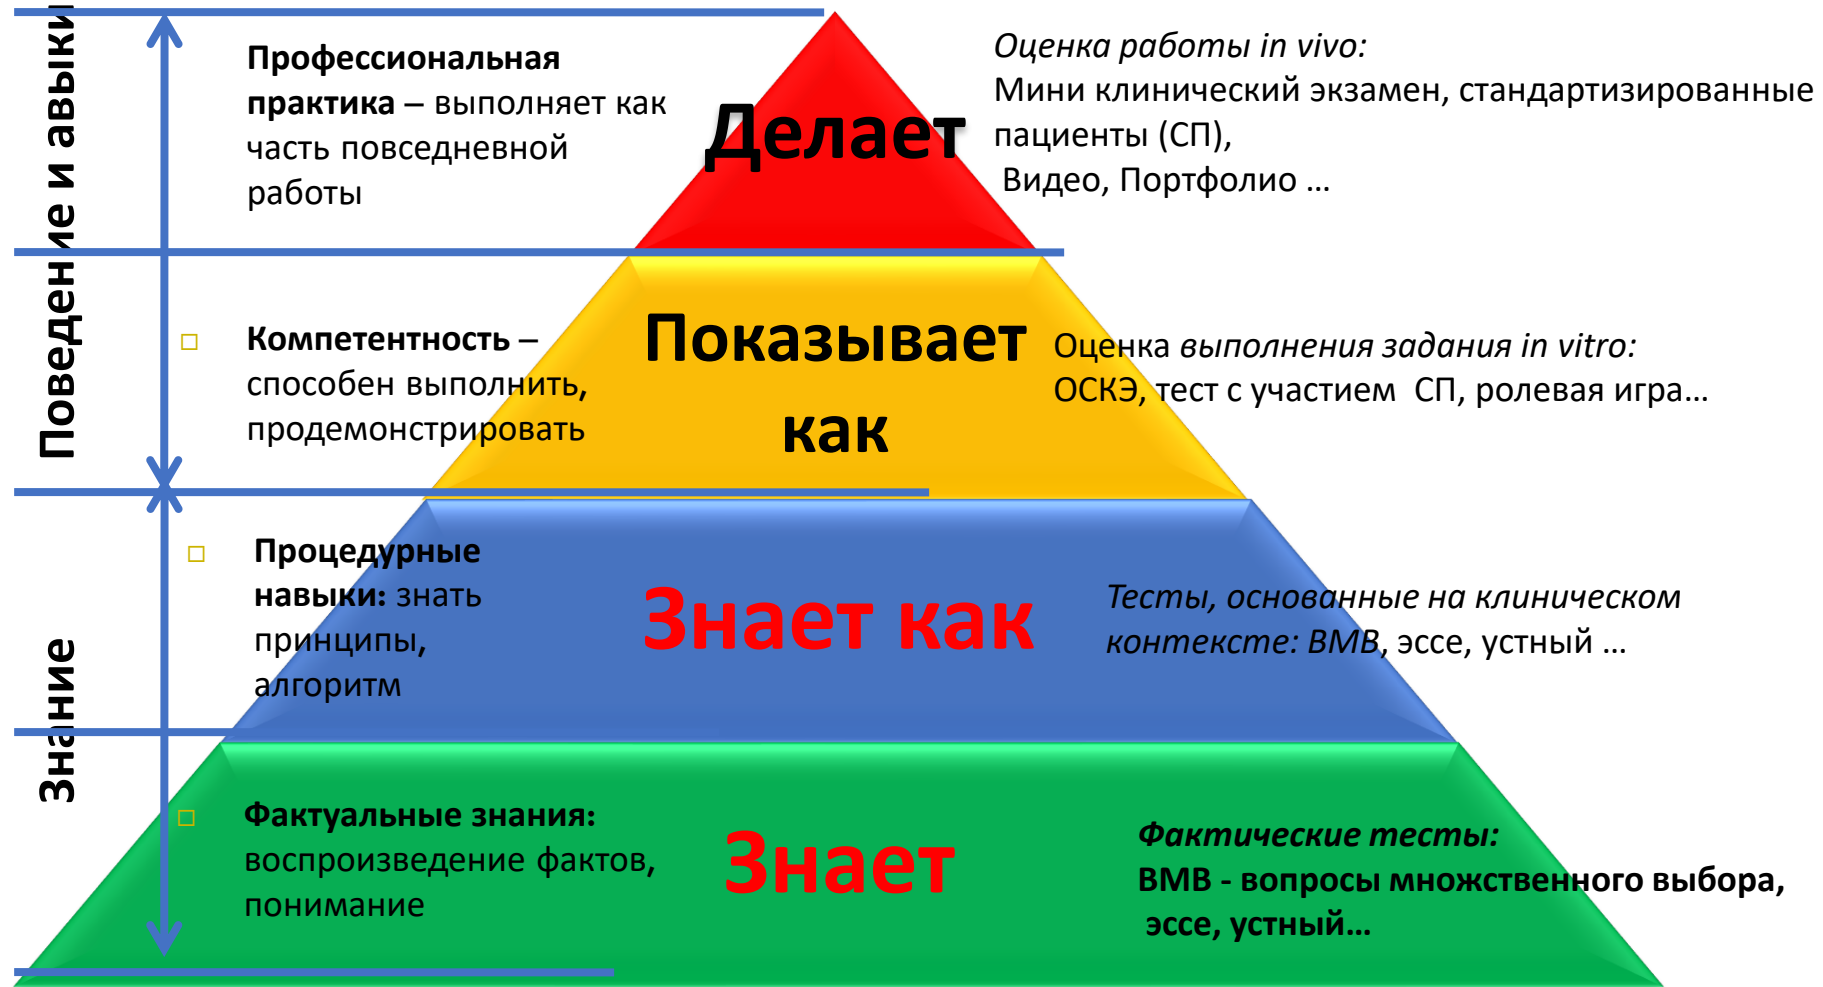 Поведение и авыки
Профессиональная
практика – выполняет как
часть повседневной
работы
Делает
Оценка работы in vivo:
Мини клинический экзамен, стандартизированные
пациенты (СП),
Видео, Портфолио ...
Компетентность –
способен выполнить,
продемонстрировать
Показывает
как
Оценка выполнения задания in vitro:
ОСКЭ, тест с участием СП, ролевая игра...
Знание
Процедурные
навыки: знать
принципы,
алгоритм
Знает как
Тесты, основанные на клиническом
контексте: ВМВ, эссе, устный ...
Фактуальные знания:
воспроизведение фактов,
понимание
Знает
Фактические тесты:
ВМВ - вопросы множственного выбора,
эссе, устный...